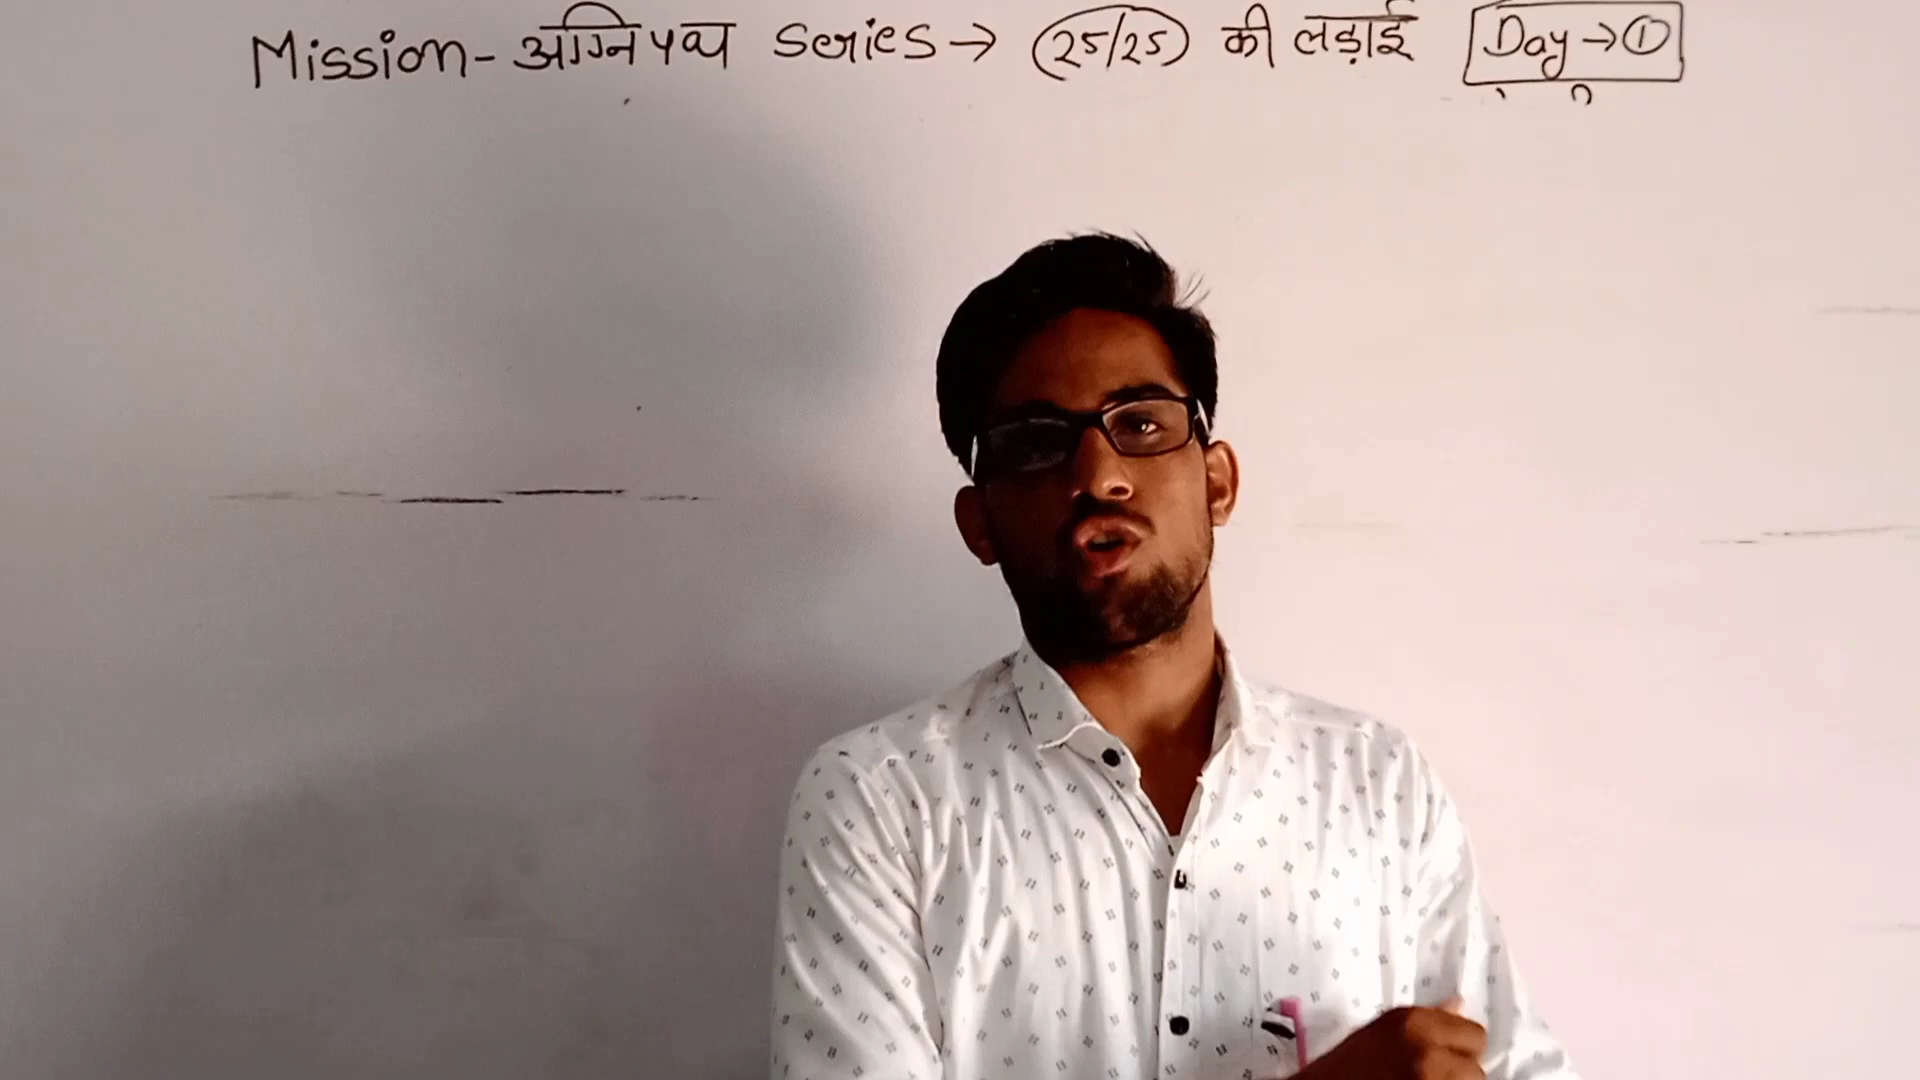 Mission-अग्निपथ Series→ (25/25) की लड़ाई Day→①